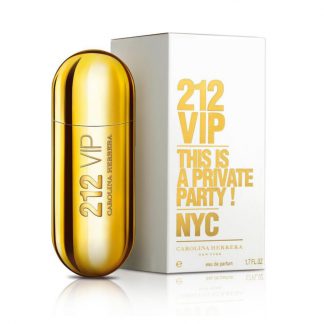 212 VIP
CAROLINA HERRERA
212
VIP
THIS IS
A PRIVATE
PARTY !
NYC
CAROLINA HERRERA
NEW YORK
eau de parfum
1.7 FL.OZ